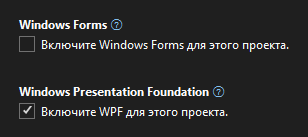 Windows Forms
Включите Windows Forms для этого проекта.
Windows Presentation Foundation
Включите WPF для этого проекта.